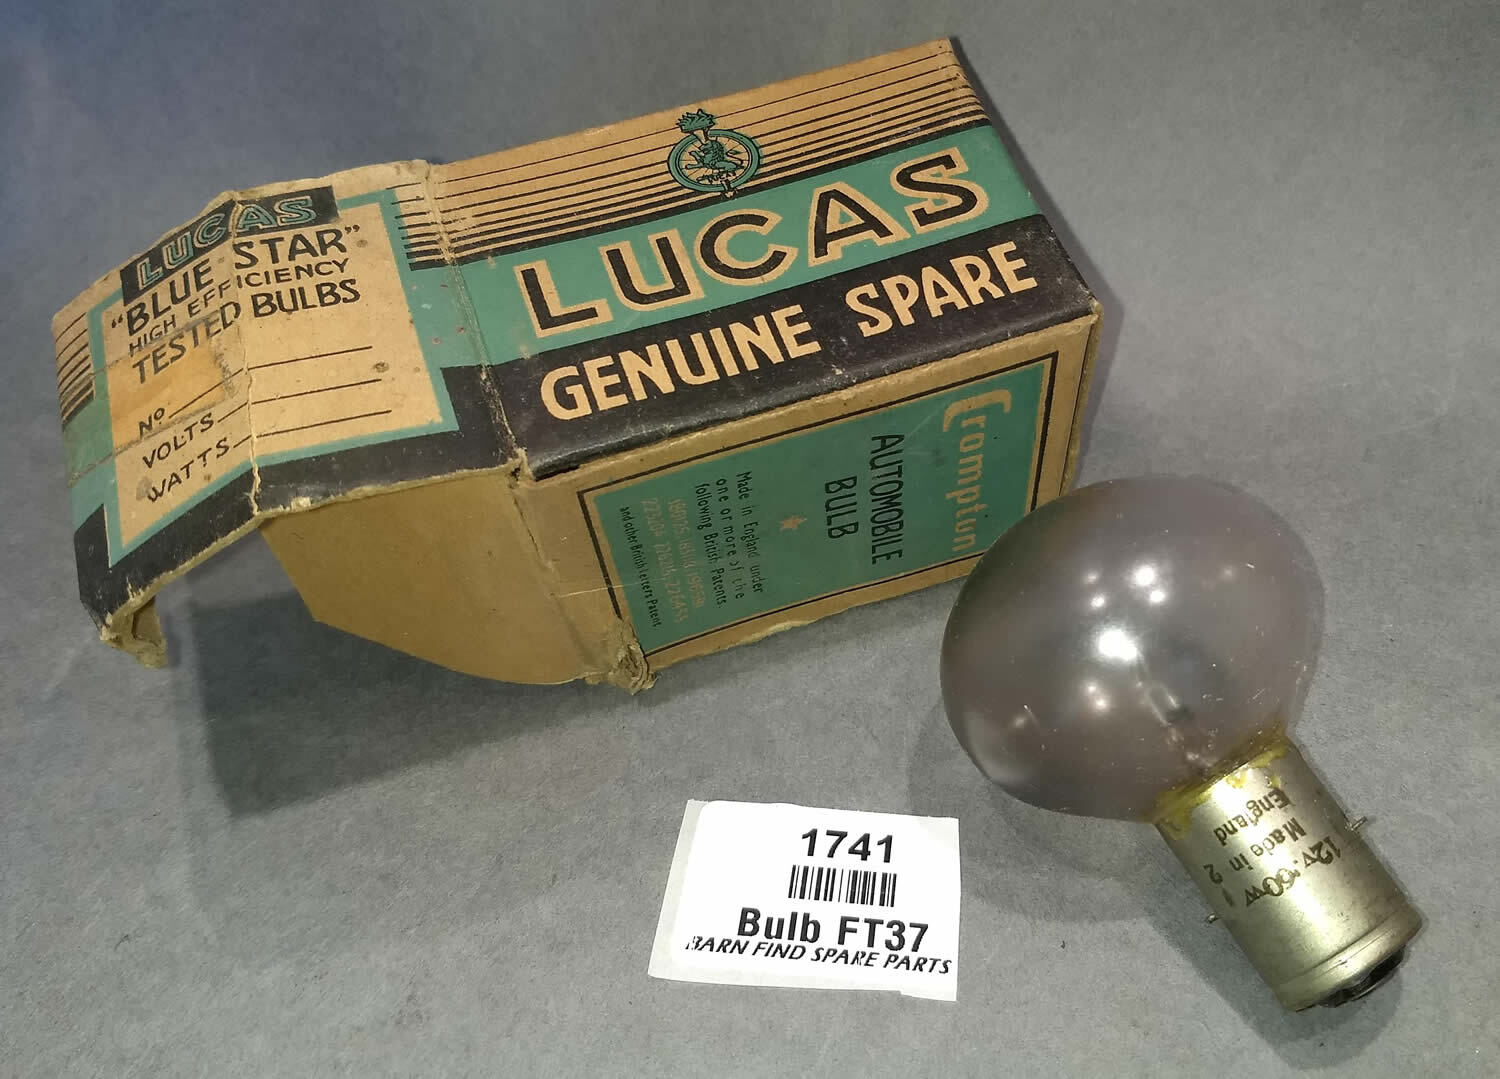 LUCAS
"BLUE STAR"
HIGH EFFICIENCY
TESTED BULBS
No
VOLTS
WATTS
LUCAS
GENUINE SPARE
Crompton
AUTOMOBILE
BULB
Made in England under
one or more of the
following British Patents.
and other British Letters Patent
12v.
Made in 2
England
1741
Bulb FT37
BARN FIND SPARE PARTS